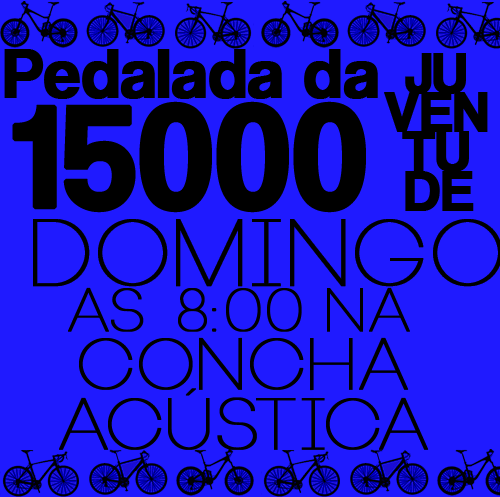 Pedalada da
15000
JU
VEN
TU
DE
DOMINGO
AS 8:00 NA
CONCHA
ACÚSTICA